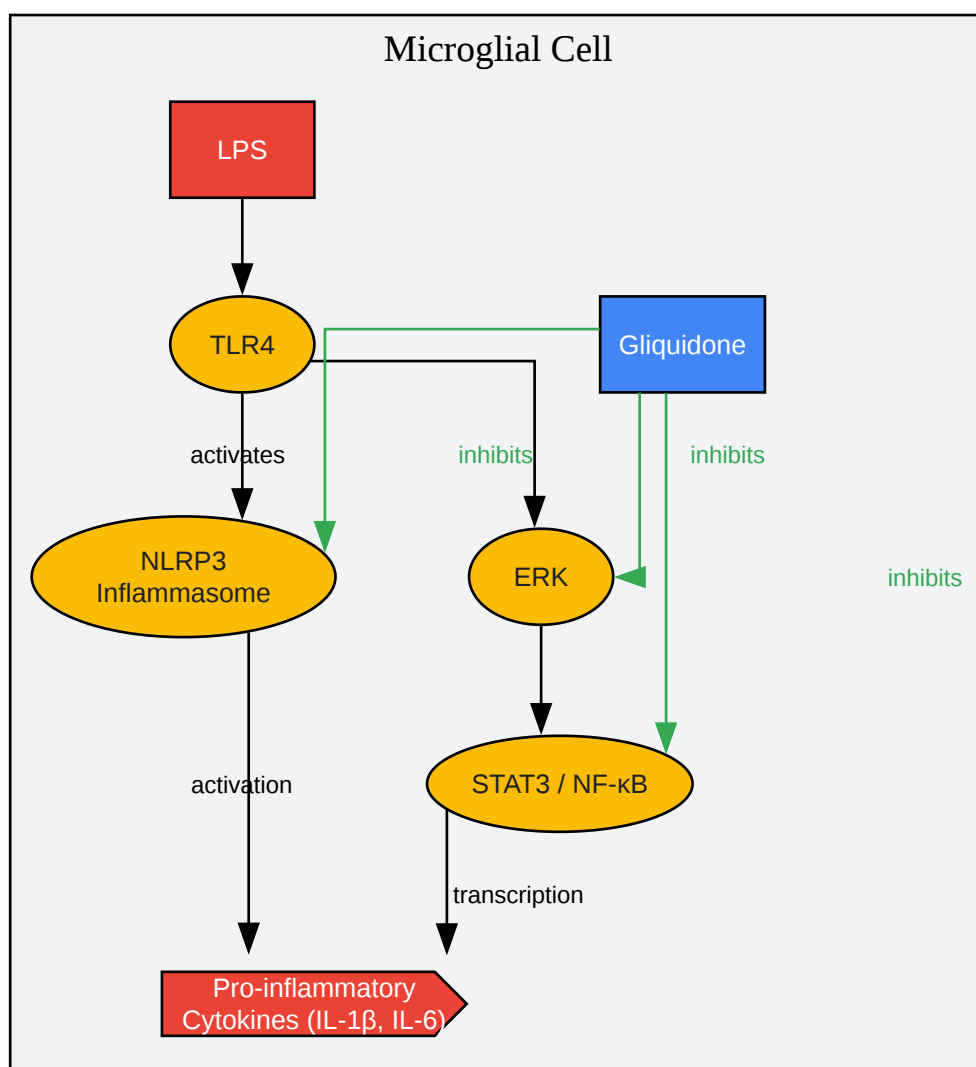 Microglial Cell
LPS
TLR4
Gliquidone
activates
inhibits
inhibits
NLRP3
Inflammasome
ERK
inhibits
STAT3 / NF-κB
activation
transcription
Pro-inflammatory
Cytokines (IL-1β, IL-6)